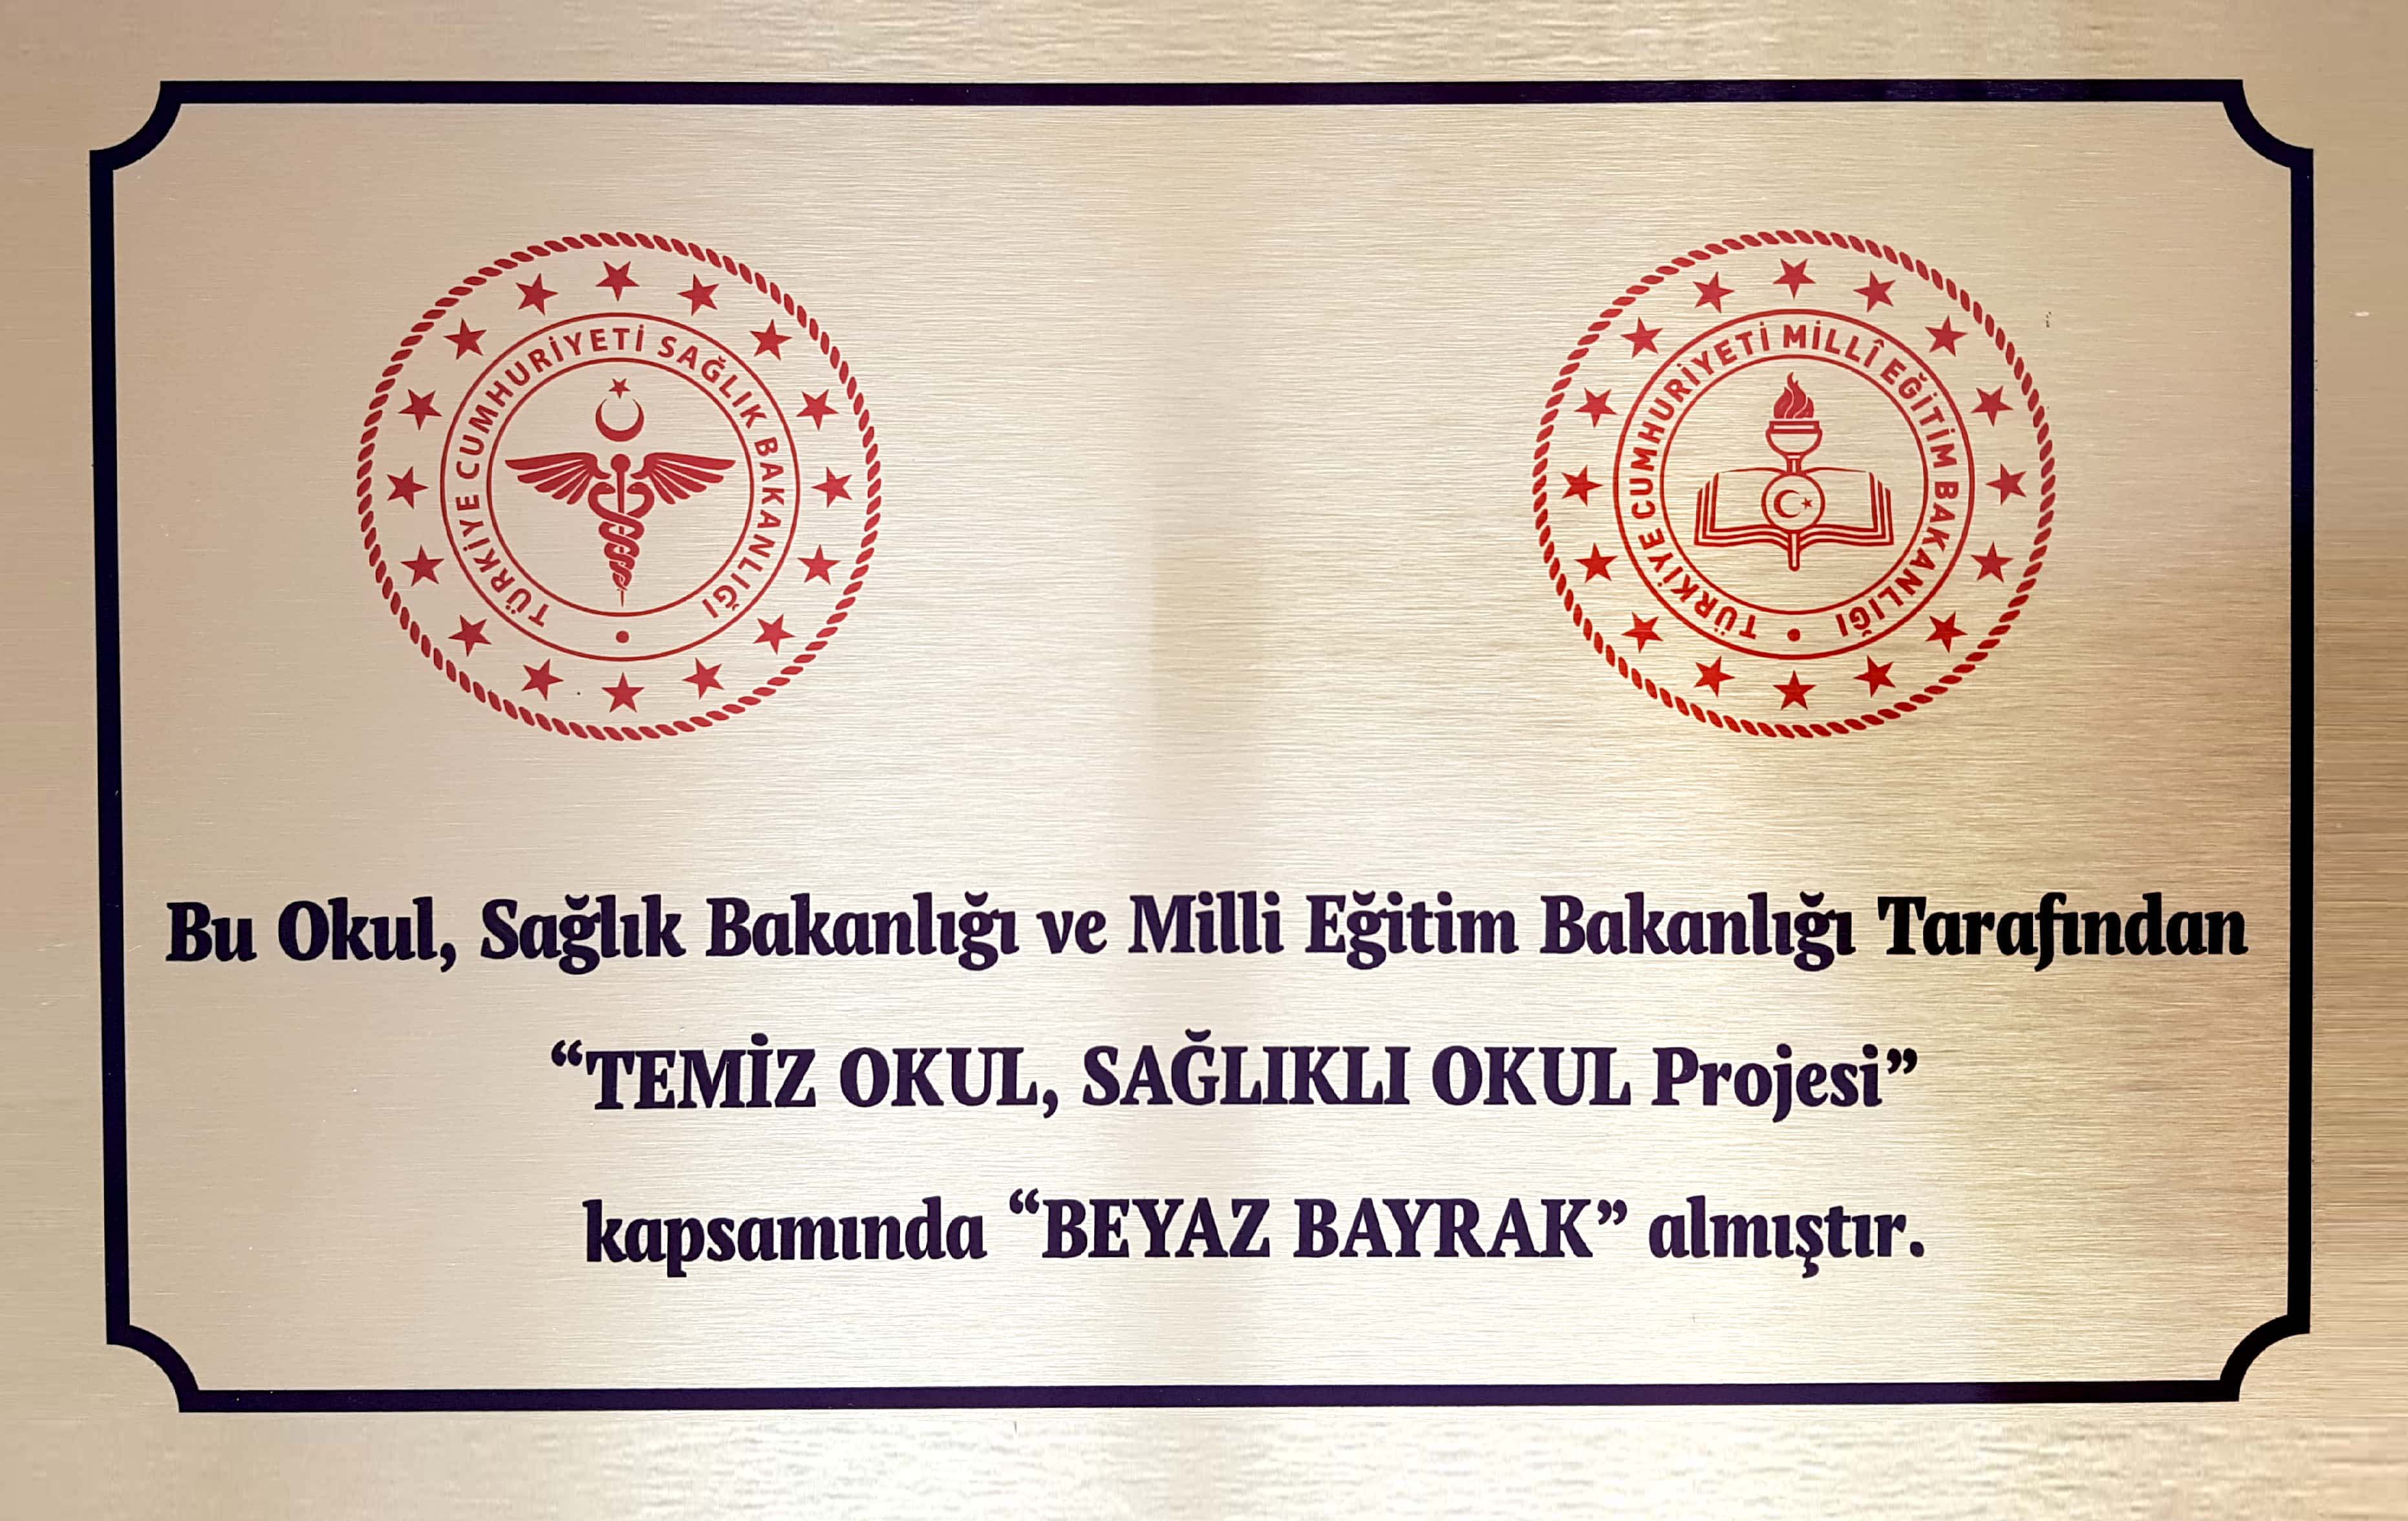 TÜRKİYE CUMHURİYETİ SAĞLIK BAKANLIĞI
TÜRKİYE CUMHURİYETİ MİLLÎ EĞİTİM BAKANLIĞI
Bu Okul, Sağlık Bakanlığı ve Milli Eğitim Bakanlığı Tarafından
“TEMİZ OKUL, SAĞLIKLI OKUL Projesi”
kapsamında “BEYAZ BAYRAK” almıştır.